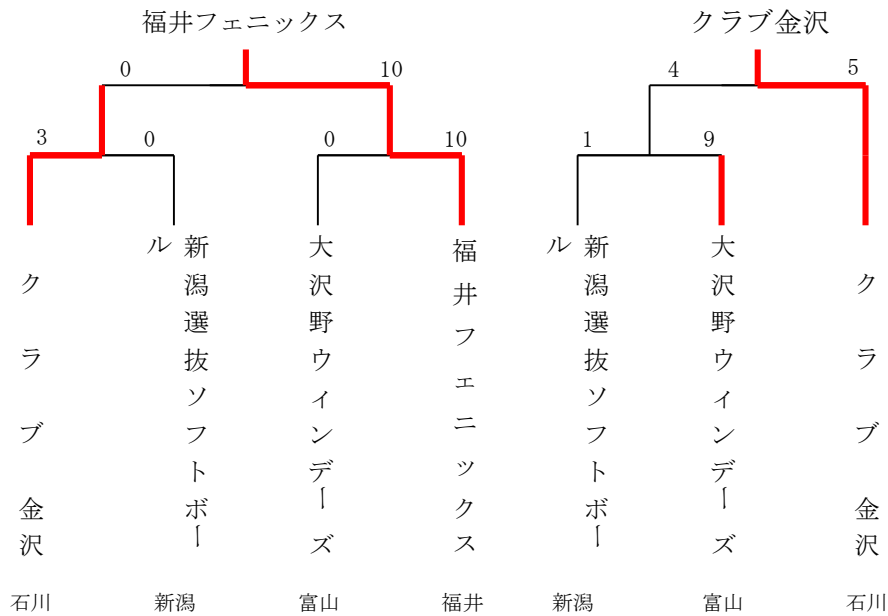 福井フェニックス
クラブ金沢
0
10
4
5
3
0
0
10
1
9
クラブ金沢
新潟選抜ソフトボー
ル
大沢野ウィンデーズ
福井フェニックス
新潟選抜ソフトボー
ル
大沢野ウィンデーズ
クラブ金沢
石川
新潟
富山
福井
新潟
富山
石川